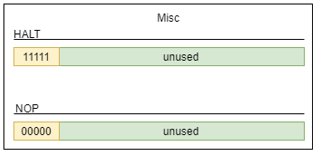 Misc
HALT
11111 unused
NOP
00000 unused